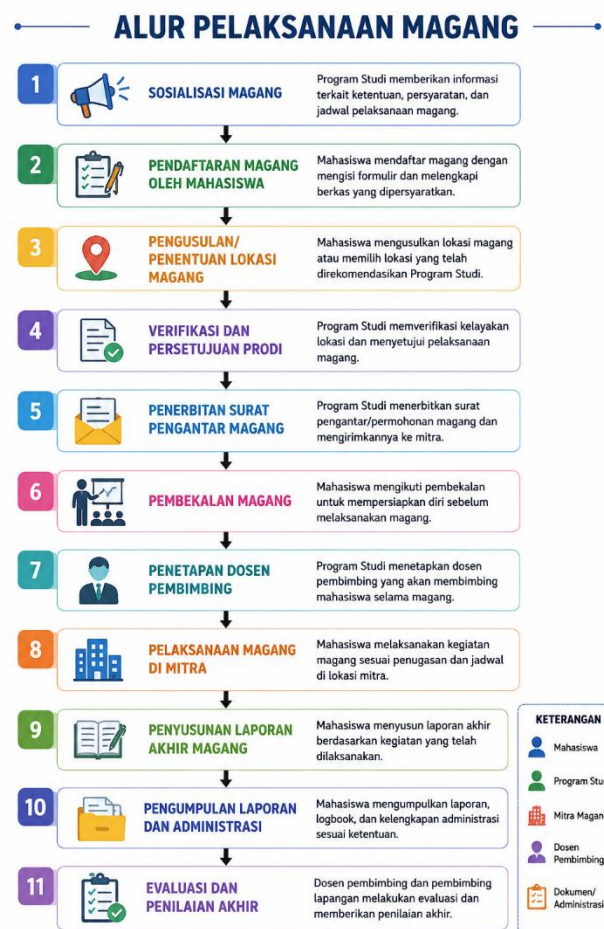 ALUR PELAKSANAAN MAGANG
1
SOSIALISASI MAGANG
Program Studi memberikan informasi
terkait ketentuan, persyaratan, dan
jadwal pelaksanaan magang.
2
PENDAFTARAN MAGANG
OLEH MAHASISWA
Mahasiswa mendaftar magang dengan
mengisi formulir dan melengkapi
berkas yang dipersyaratkan.
3
PENGUSULAN/
PENENTUAN LOKASI
MAGANG
Mahasiswa mengusulkan lokasi magang
atau memilih lokasi yang telah
direkomendasikan Program Studi.
4
VERIFIKASI DAN
PERSETUJUAN PRODI
Program Studi memverifikasi kelayakan
lokasi dan menyetujui pelaksanaan
magang.
5
PENERBITAN SURAT
PENGANTAR MAGANG
Program Studi menerbitkan surat
pengantar/permohonan magang dan
mengirimkannya ke mitra.
6
PEMBEKALAN MAGANG
Mahasiswa mengikuti pembekalan
untuk mempersiapkan diri sebelum
melaksanakan magang.
7
PENETAPAN DOSEN
PEMBIMBING
Program Studi menetapkan dosen
pembimbing yang akan membimbing
mahasiswa selama magang.
8
PELAKSANAAN MAGANG
DI MITRA
Mahasiswa melaksanakan kegiatan
magang sesuai penugasan dan jadwal
di lokasi mitra.
9
PENYUSUNAN LAPORAN
AKHIR MAGANG
Mahasiswa menyusun laporan akhir
berdasarkan kegiatan yang telah
dilaksanakan.
10
PENGUMPULAN LAPORAN
DAN ADMINISTRASI
Mahasiswa mengumpulkan laporan,
logbook, dan kelengkapan administrasi
sesuai ketentuan.
11
EVALUASI DAN
PENILAIAN AKHIR
Dosen pembimbing dan pembimbing
lapangan melakukan evaluasi dan
memberikan penilaian akhir.
KETERANGAN
Mahasiswa
Program Stud
Mitra Magan
Dosen
Pembimbing
Dokumen/
Administrasi